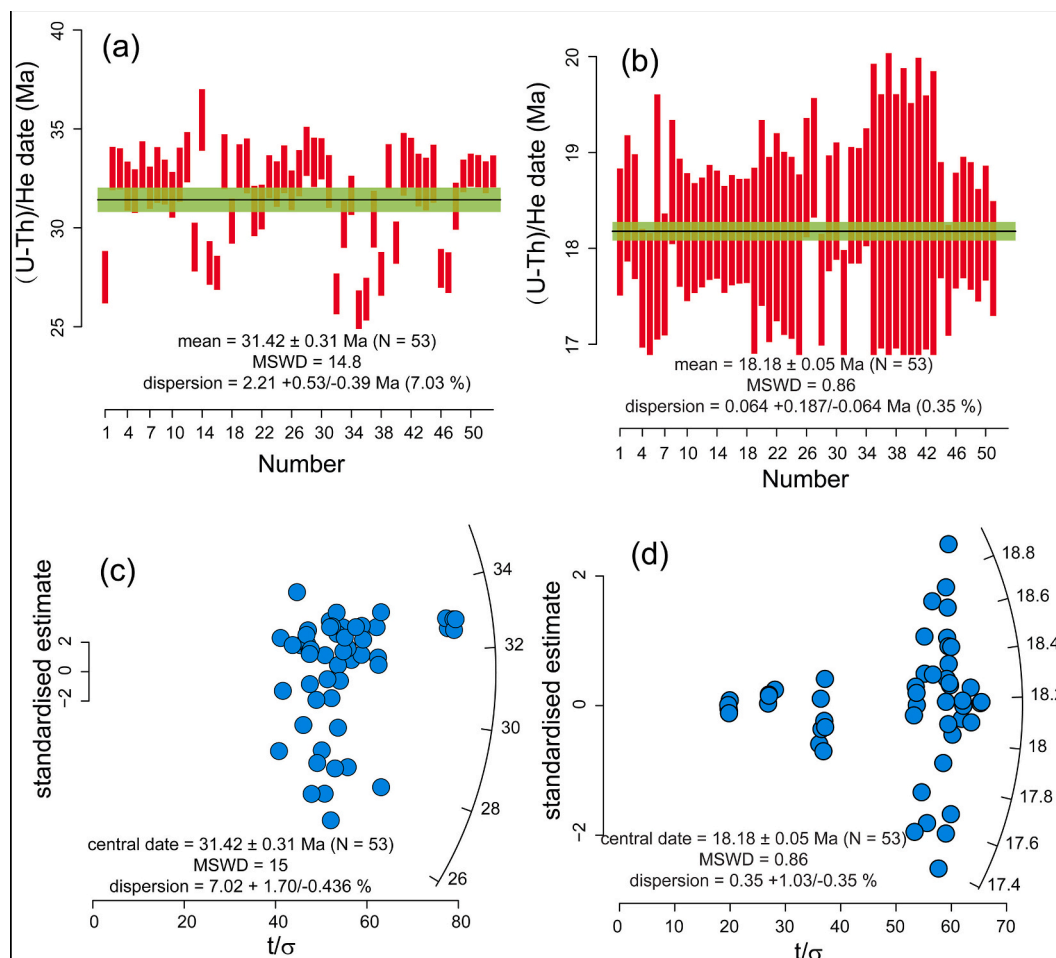 (a)
(U-Th)/He date (Ma)
40
35
30
25
mean = 31.42 ± 0.31 Ma (N = 53)
MSWD = 14.8
dispersion = 2.21 +0.53/-0.39 Ma (7.03 %)
1 4 7 10 14 18 22 26 30 34 38 42 46 50
Number
(b)
(U-Th)/He date (Ma)
20
19
18
17
mean = 18.18 ± 0.05 Ma (N = 53)
MSWD = 0.86
dispersion = 0.064 +0.187/-0.064 Ma (0.35 %)
1 4 7 10 14 18 22 26 30 34 38 42 46 50
Number
(c)
standardised estimate
2
0
−2
34
32
30
28
26
central date = 31.42 ± 0.31 Ma (N = 53)
MSWD = 15
dispersion = 7.02 + 1.70/-0.436 %
0 20 40 60 80
t/σ
(d)
standardised estimate
2
0
−2
18.8
18.6
18.4
18.2
18
17.8
17.6
17.4
central date = 18.18 ± 0.05 Ma (N = 53)
MSWD = 0.86
dispersion = 0.35 +1.03/-0.35 %
0 10 20 30 40 50 60 70
t/σ